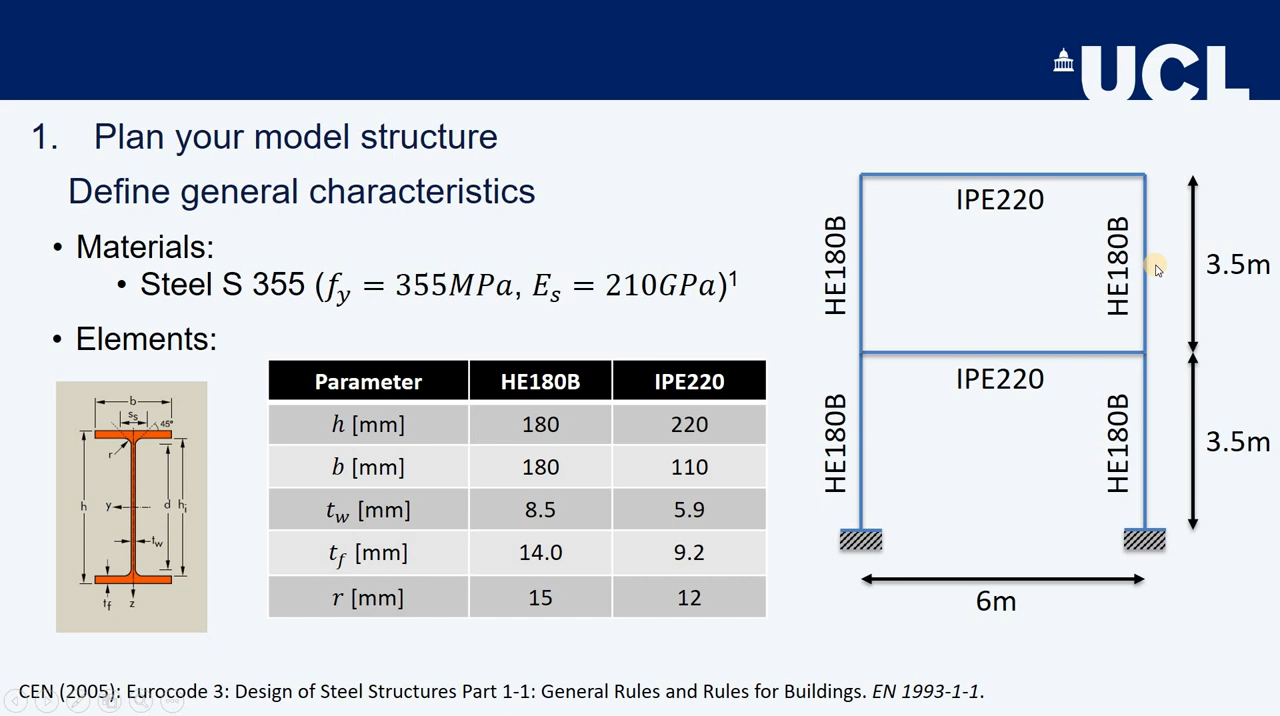 UCL
1. Plan your model structure
Define general characteristics
• Materials:
• Steel S 355 (f_y = 355MPa, E_s = 210GPa)¹
• Elements:
b
s_s
45°
r
h
y
d
h_i
t_w
t_f
z
Parameter HE180B IPE220
h [mm] 180 220
b [mm] 180 110
t_w [mm] 8.5 5.9
t_f [mm] 14.0 9.2
r [mm] 15 12
IPE220
HE180B
HE180B
3.5m
IPE220
HE180B
HE180B
3.5m
6m
CEN (2005): Eurocode 3: Design of Steel Structures Part 1-1: General Rules and Rules for Buildings. EN 1993-1-1.